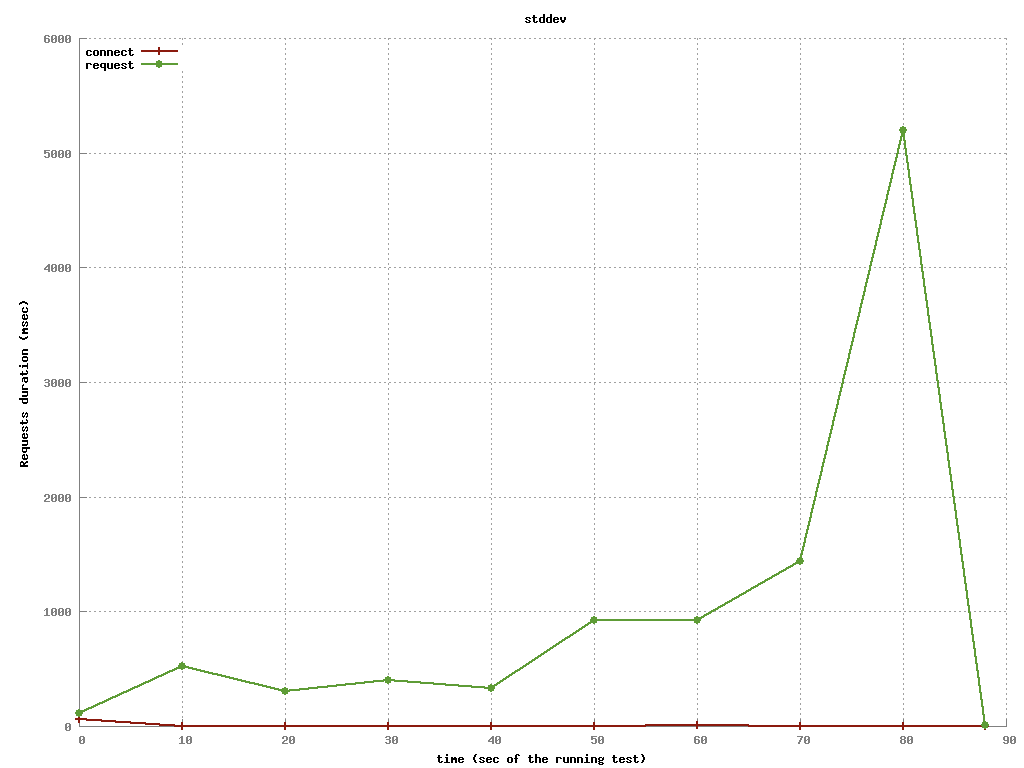 stddev
connect
request
6000
5000
4000
3000
2000
1000
0
Requests duration (msec)
0 10 20 30 40 50 60 70 80 90
time (sec of the running test)